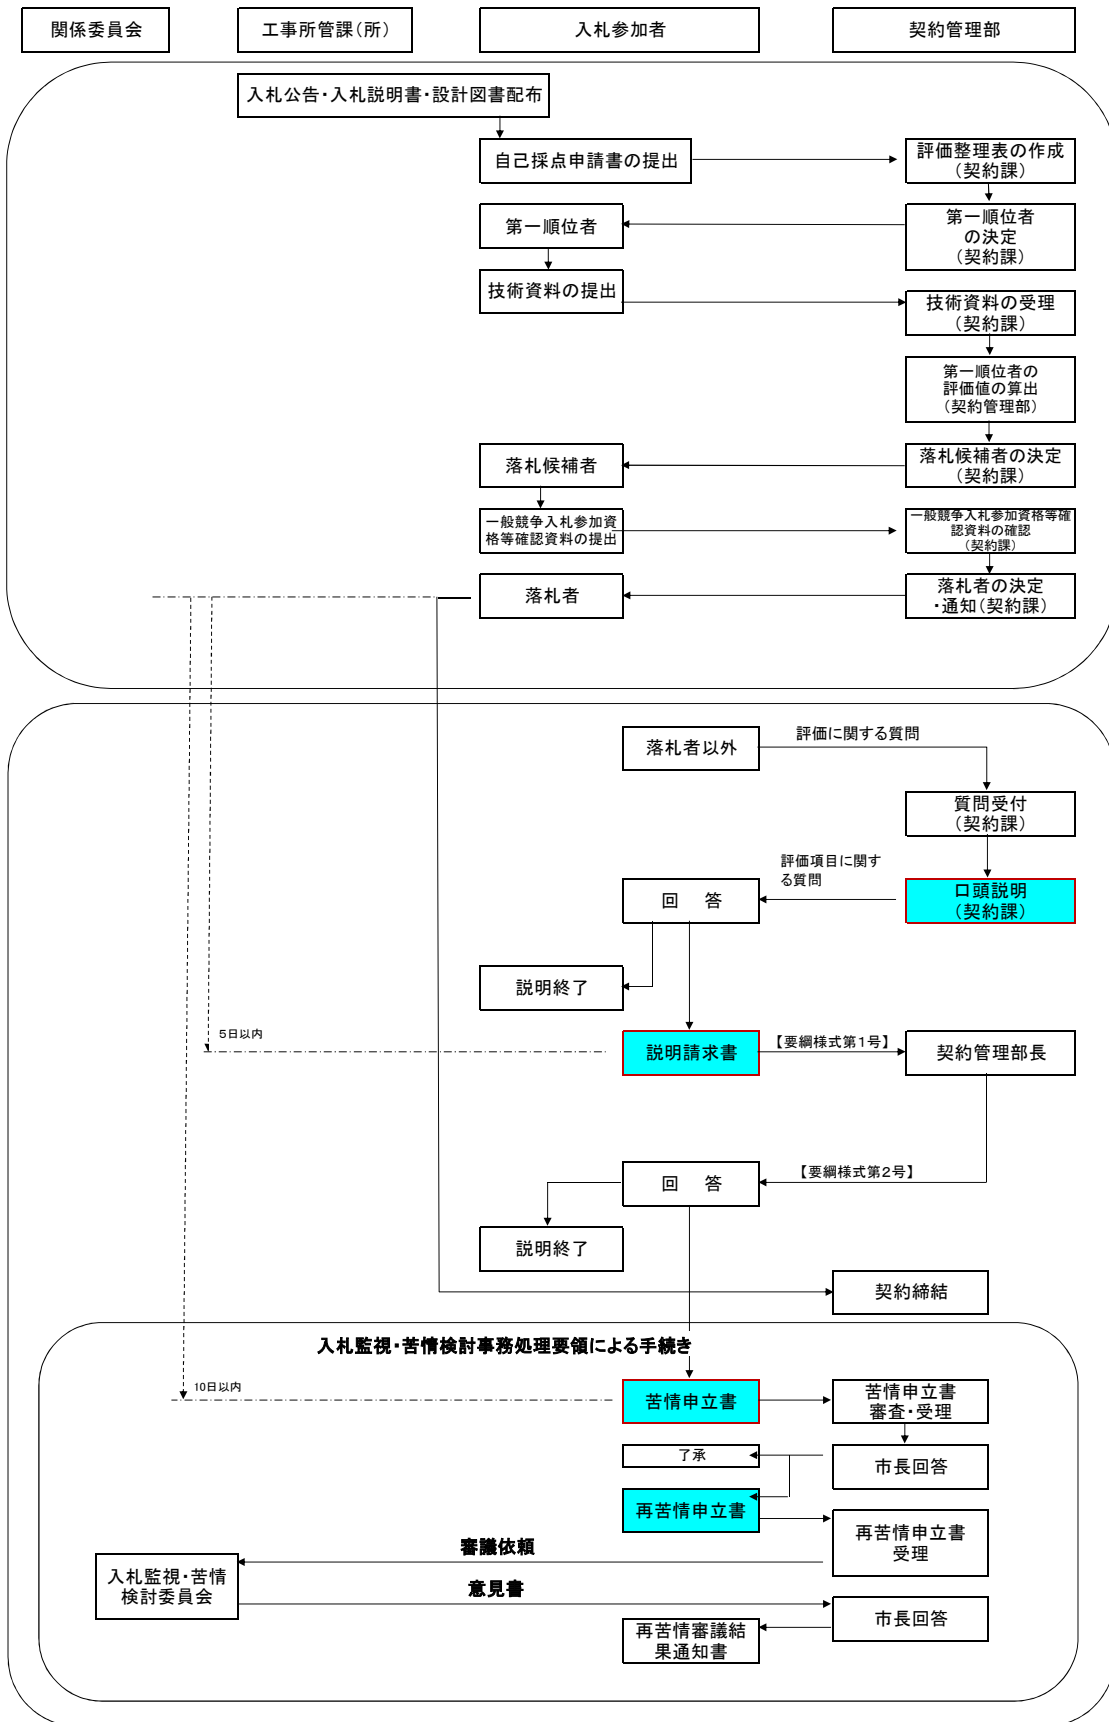 関係委員会
工事所管課(所)
入札参加者
契約管理部
入札公告・入札説明書・設計図書配布
自己採点申請書の提出
評価整理表の作成
(契約課)
第一順位者
第一順位者
の決定
(契約課)
技術資料の提出
技術資料の受理
(契約課)
第一順位者の
評価値の算出
(契約管理部)
落札候補者
落札候補者の決定
(契約課)
一般競争入札参加資
格等確認資料の提出
一般競争入札参加資格等確
認資料の確認
(契約課)
落札者
落札者の決定
・通知(契約課)
落札者以外
評価に関する質問
質問受付
(契約課)
評価項目に関す
る質問
回 答
口頭説明
(契約課)
説明終了
5日以内
説明請求書
【要綱様式第1号】
契約管理部長
回 答
【要綱様式第2号】
説明終了
契約締結
入札監視・苦情検討事務処理要領による手続き
10日以内
苦情申立書
苦情申立書
審査・受理
了承
市長回答
再苦情申立書
再苦情申立書
受理
審議依頼
入札監視・苦情
検討委員会
意見書
市長回答
再苦情審議結
果通知書